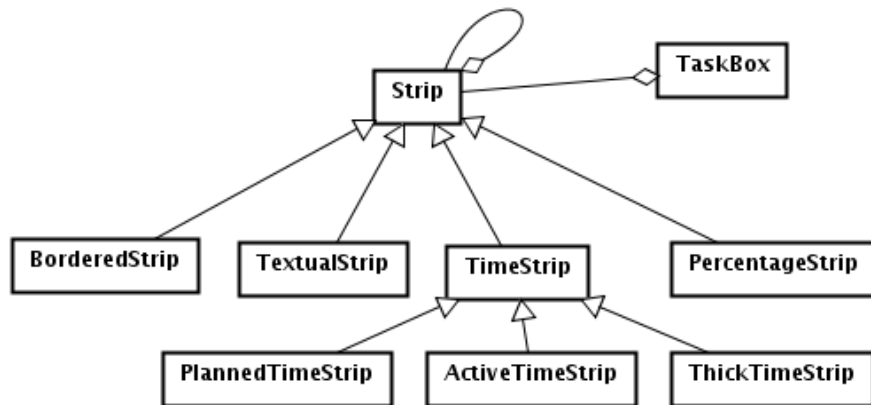 TaskBox
Strip
BorderedStrip
TextualStrip
TimeStrip
PercentageStrip
PlannedTimeStrip
ActiveTimeStrip
ThickTimeStrip